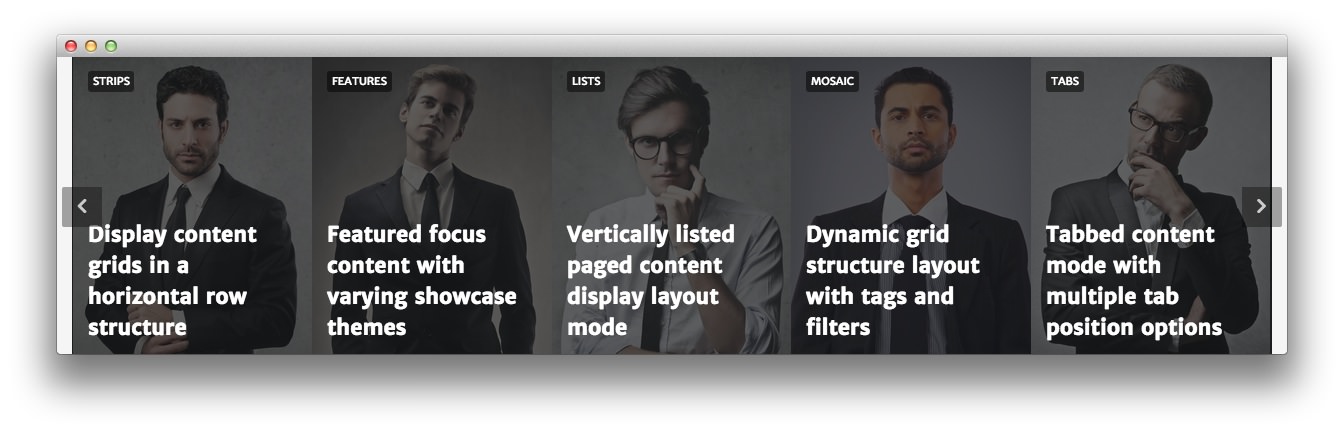 STRIPS
Display content
grids in a
horizontal row
structure
FEATURES
Featured focus
content with
varying showcase
themes
LISTS
Vertically listed
paged content
display layout
mode
MOSAIC
Dynamic grid
structure layout
with tags and
filters
TABS
Tabbed content
mode with
multiple tab
position options